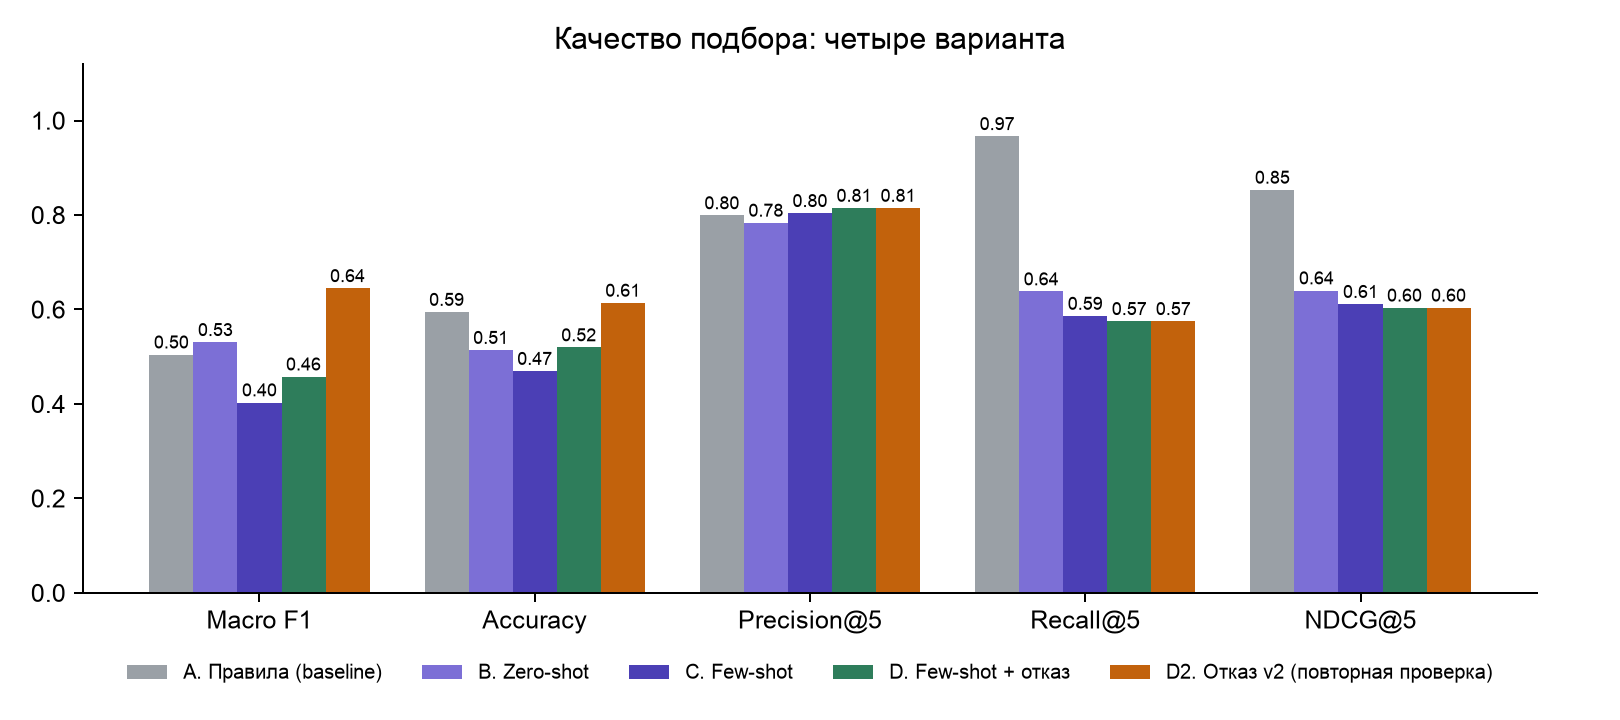 Качество подбора: четыре варианта
1.0
0.8
0.6
0.4
0.2
0.0
0.50 0.53 0.40 0.46 0.64
0.59 0.51 0.47 0.52 0.61
0.80 0.78 0.80 0.81 0.81
0.97 0.64 0.59 0.57 0.57
0.85 0.64 0.61 0.60 0.60
Macro F1 Accuracy Precision@5 Recall@5 NDCG@5
A. Правила (baseline) B. Zero-shot C. Few-shot D. Few-shot + отказ D2. Отказ v2 (повторная проверка)